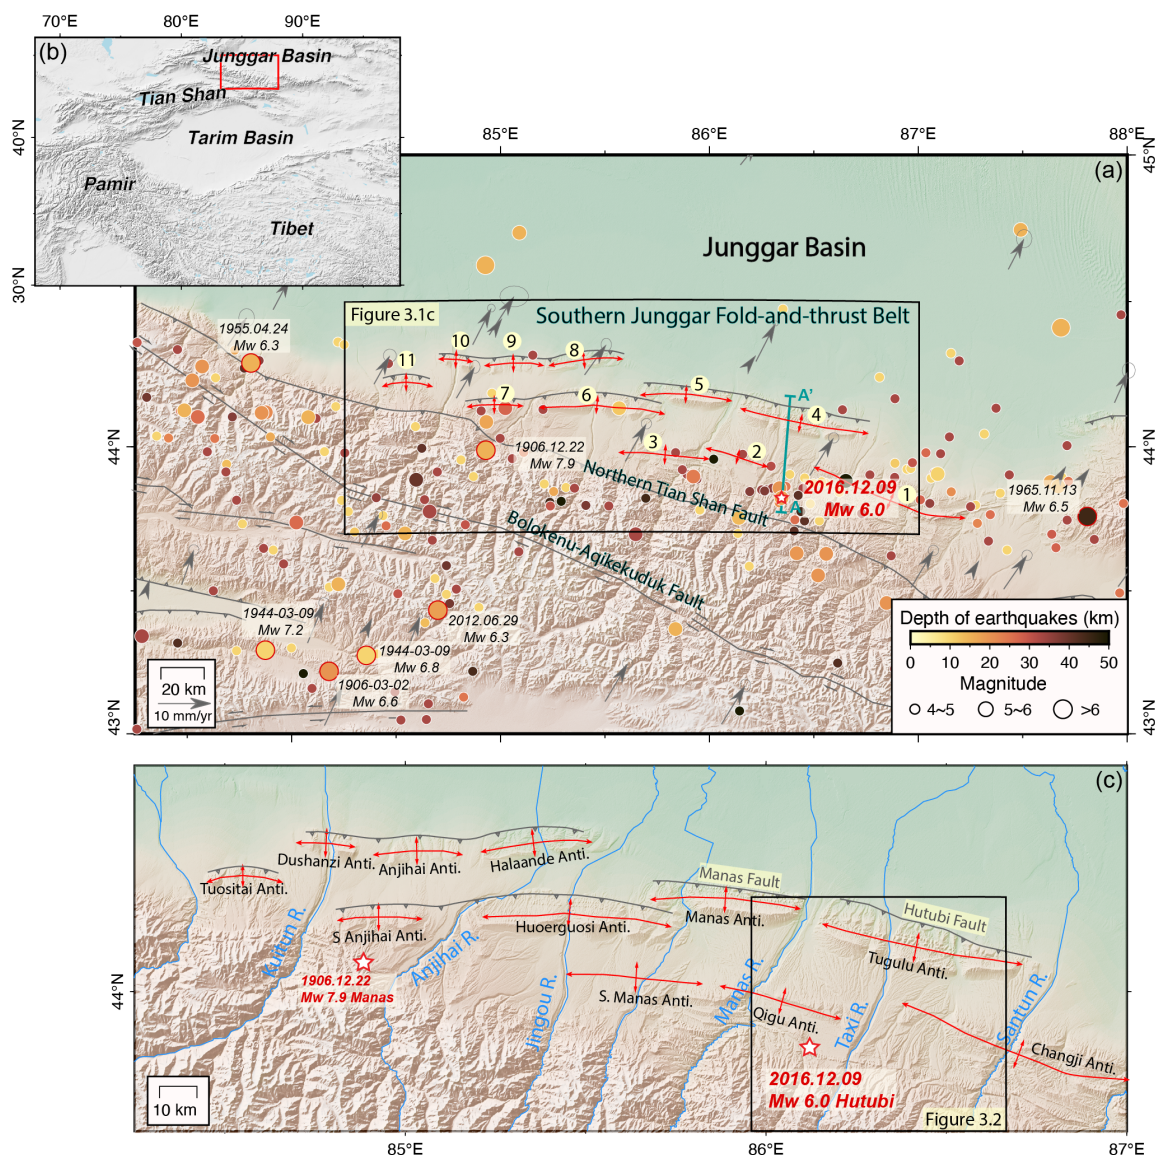 70°E
80°E
90°E
(b)
Junggar Basin
Tian Shan
Tarim Basin
Pamir
Tibet
40°N
30°N
85°E
86°E
87°E
88°E
45°N
(a)
Junggar Basin
Figure 3.1c
Southern Junggar Fold-and-thrust Belt
1955.04.24
Mw 6.3
10
9
8
11
7
6
5
4
A'
3
2
1
1906.12.22
Mw 7.9
Northern Tian Shan Fault
A
2016.12.09
Mw 6.0
1965.11.13
Mw 6.5
Bolokenu-Aqikekuduk Fault
44°N
44°N
1944-03-09
Mw 7.2
2012.06.29
Mw 6.3
1944-03-09
Mw 6.8
1906-03-02
Mw 6.6
20 km
10 mm/yr
Depth of earthquakes (km)
0 10 20 30 40 50
Magnitude
4~5 5~6 >6
43°N
43°N
(c)
Dushanzi Anti.
Anjihai Anti.
Halaande Anti.
Tuositai Anti.
Manas Fault
Hutubi Fault
S Anjihai Anti.
Huoerguosi Anti.
Manas Anti.
Tugulu Anti.
Kuitun R.
Anjihai R.
Jingou R.
Manas R.
Taxi R.
Santun R.
1906.12.22
Mw 7.9 Manas
S. Manas Anti.
Qigu Anti.
Changji Anti.
2016.12.09
Mw 6.0 Hutubi
44°N
10 km
Figure 3.2
85°E
86°E
87°E